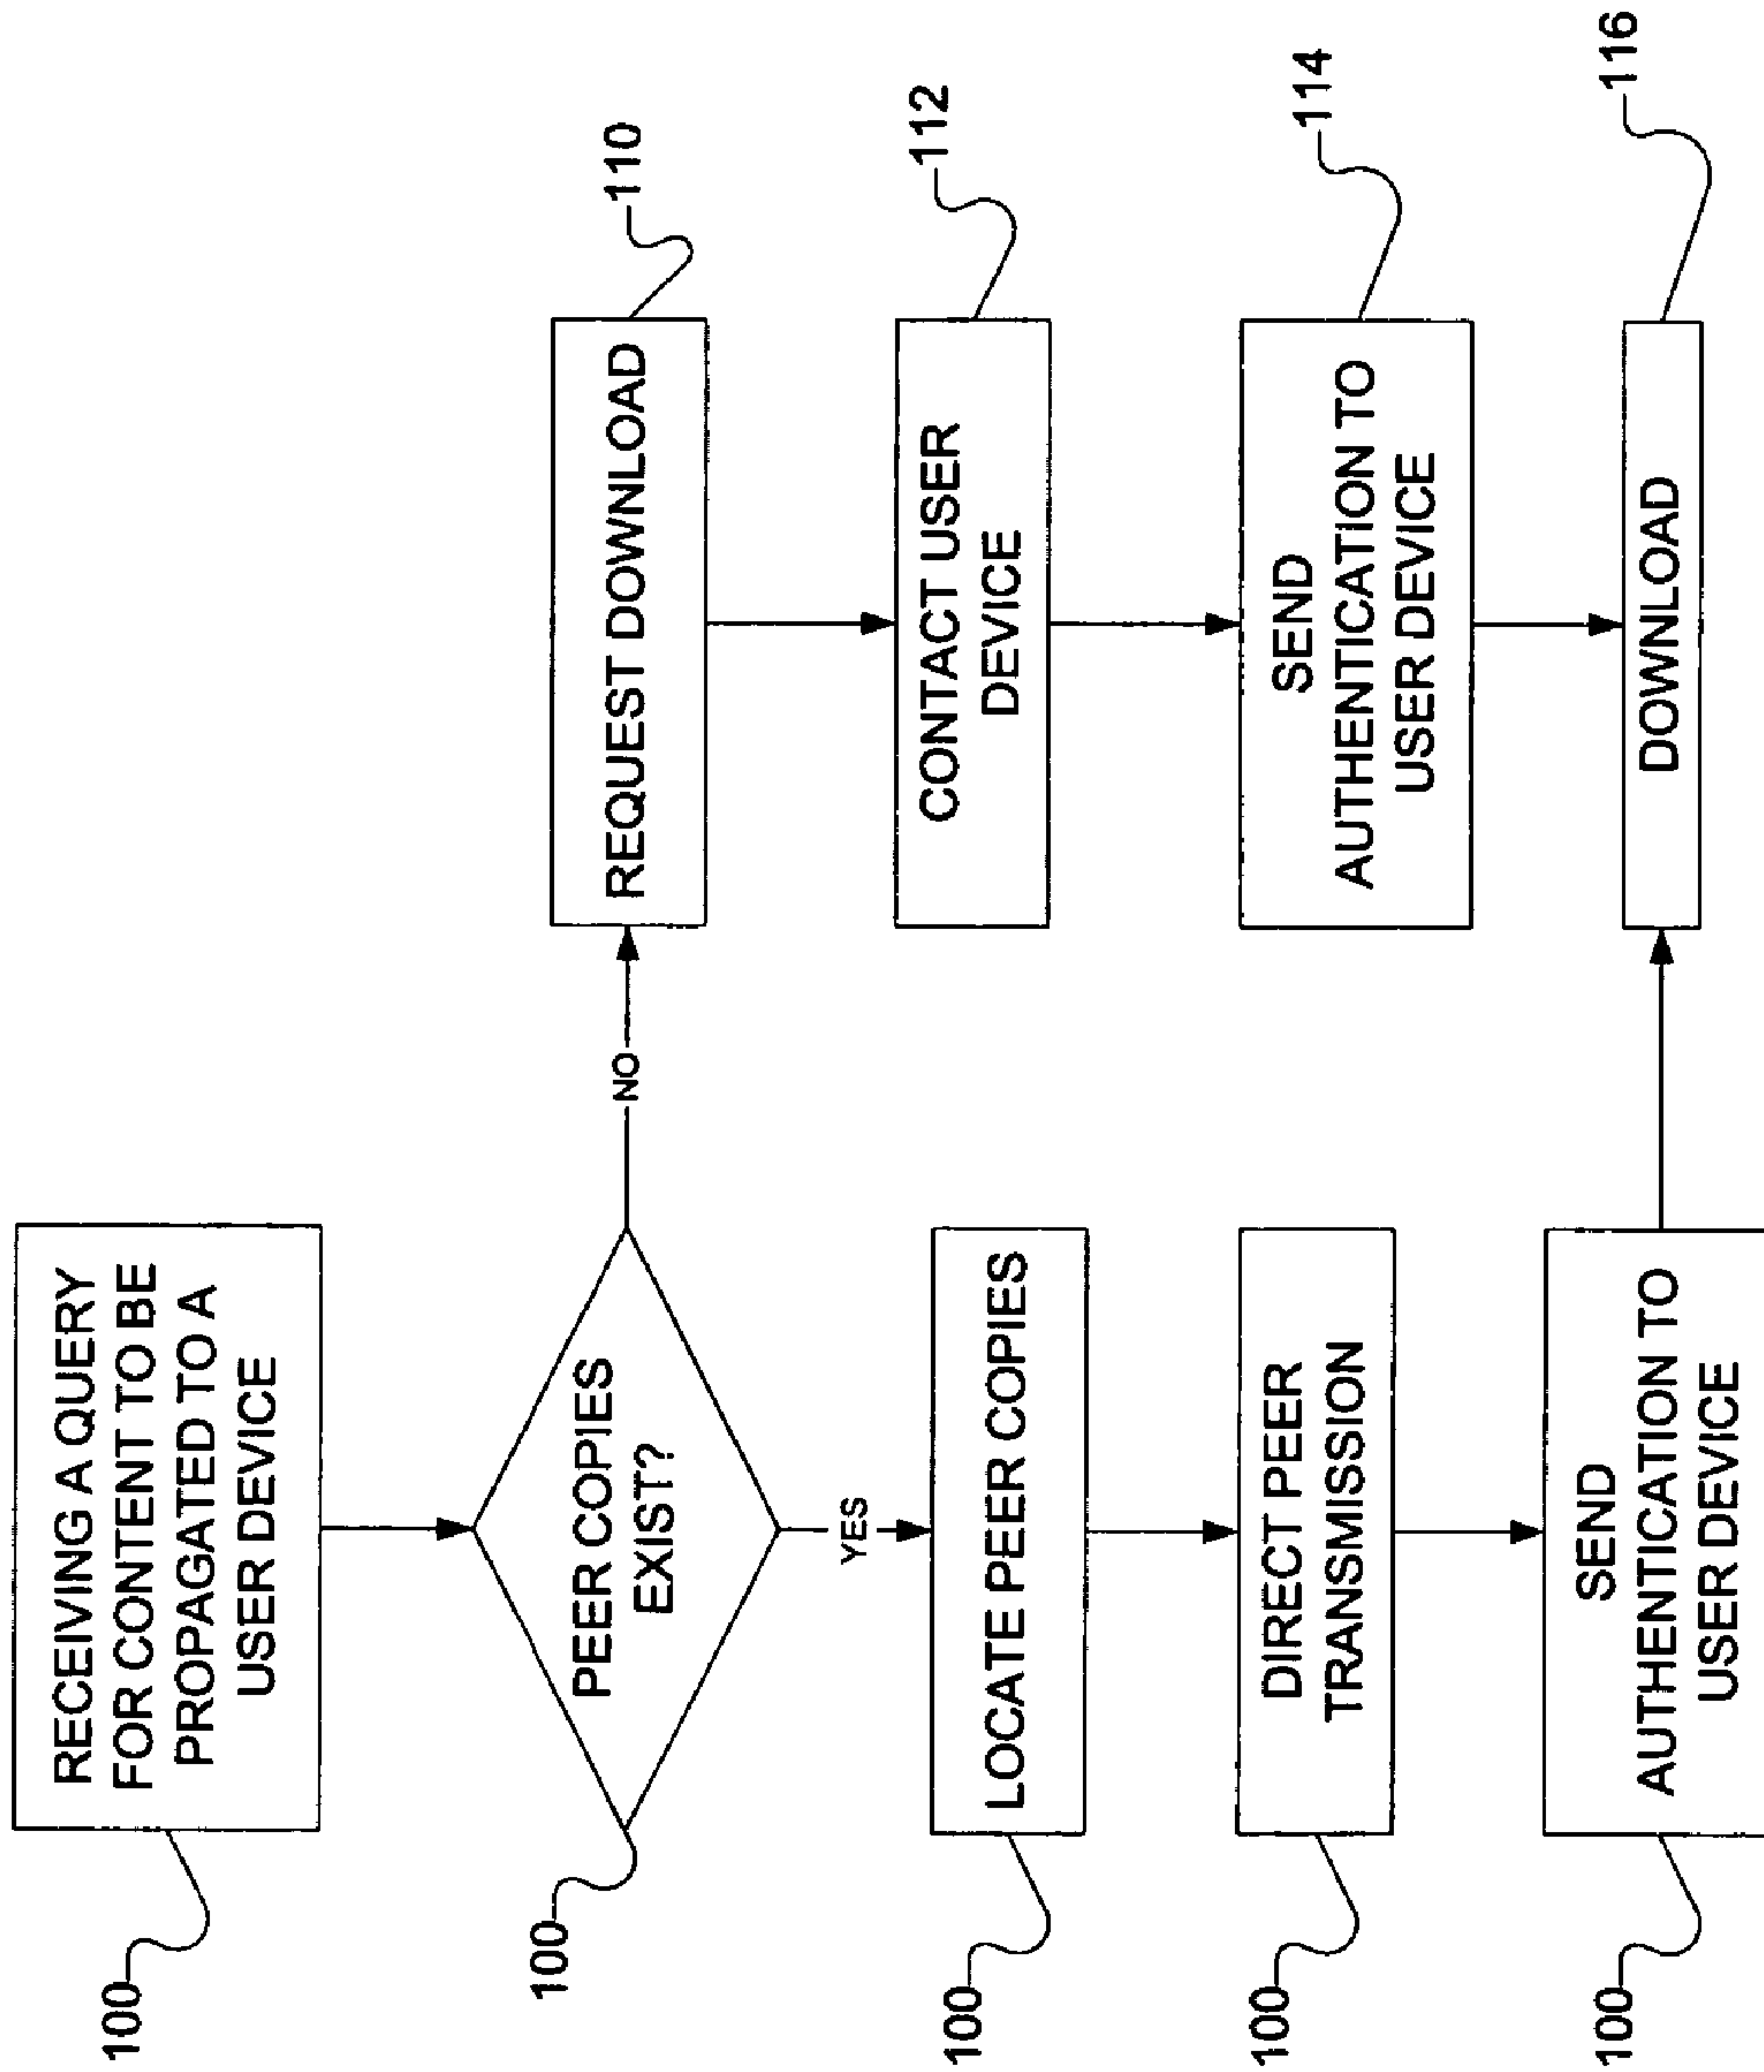 100
RECEIVING A QUERY
FOR CONTENT TO BE
PROPAGATED TO A
USER DEVICE
100
PEER COPIES
EXIST?
NO
REQUEST DOWNLOAD
110
YES
100
LOCATE PEER COPIES
CONTACT USER
DEVICE
112
100
DIRECT PEER
TRANSMISSION
SEND
AUTHENTICATION TO
USER DEVICE
114
100
SEND
AUTHENTICATION TO
USER DEVICE
DOWNLOAD
116